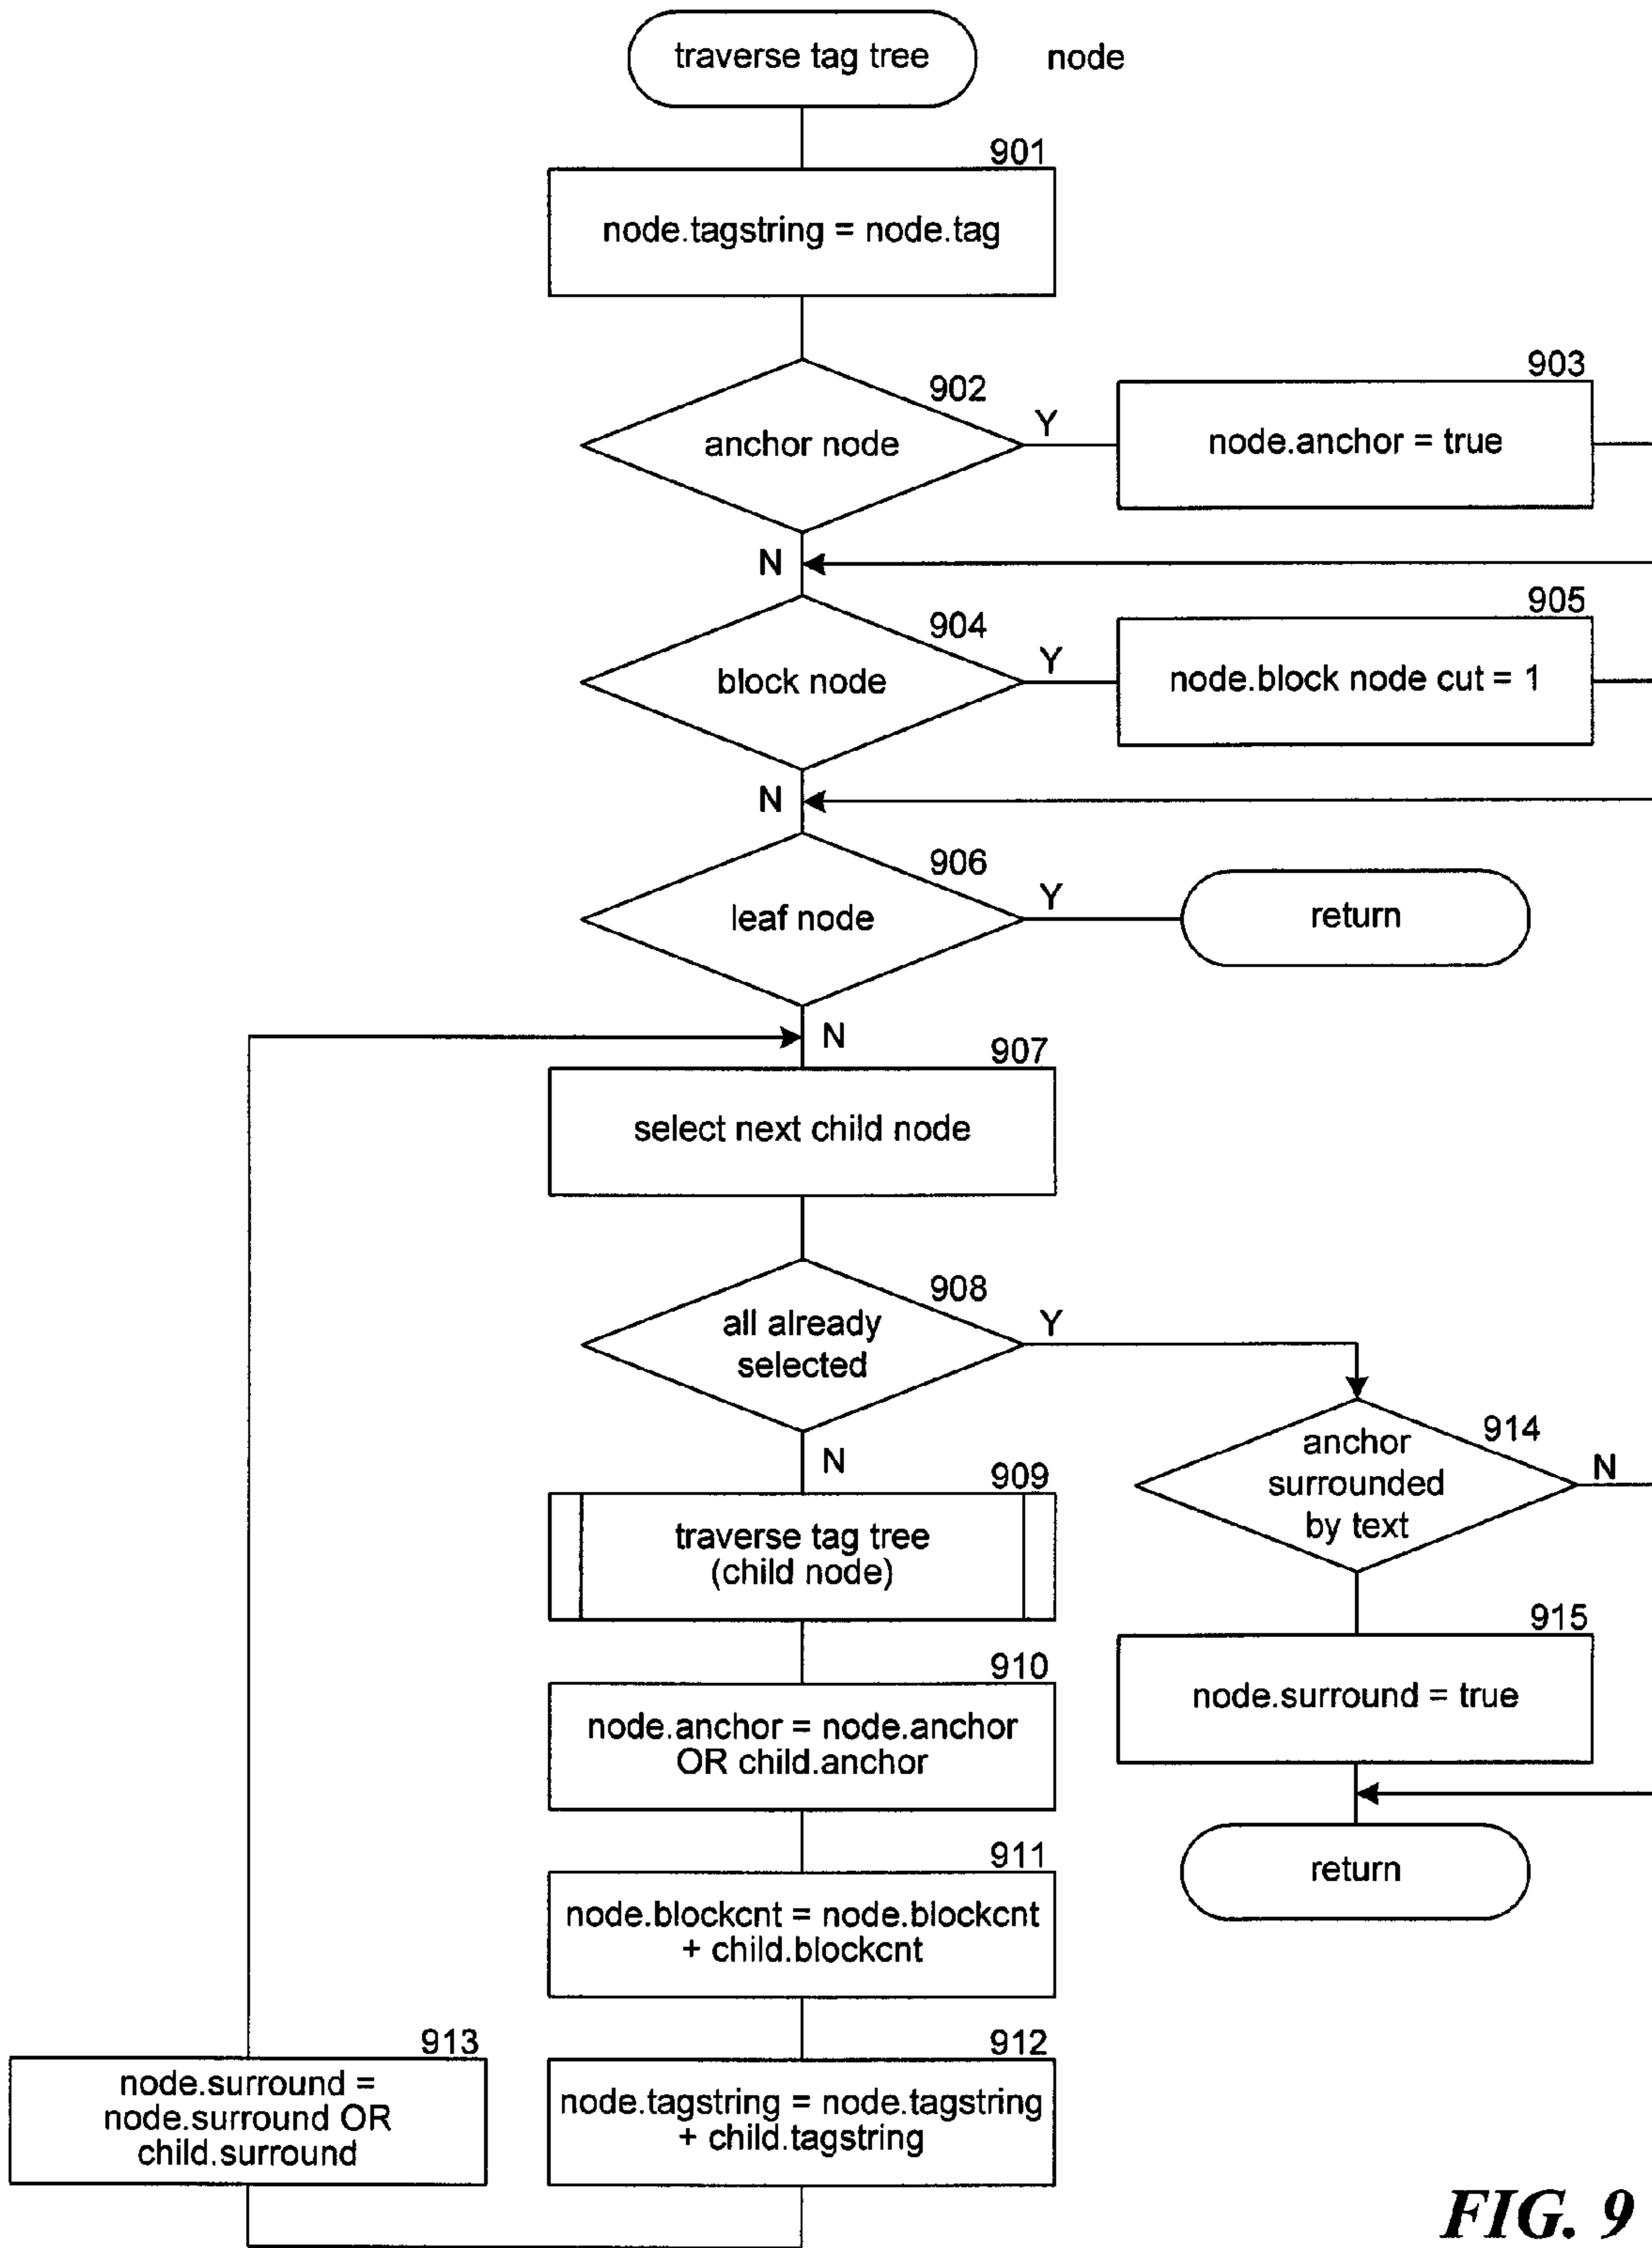 traverse tag tree
node
901
node.tagstring = node.tag
902
anchor node
Y
903
node.anchor = true
N
904
block node
Y
905
node.block node cut = 1
N
906
leaf node
Y
return
N
907
select next child node
908
all already
selected
Y
914
anchor
surrounded
by text
N
N
909
traverse tag tree
(child node)
915
node.surround = true
910
node.anchor = node.anchor
OR child.anchor
return
911
node.blockcnt = node.blockcnt
+ child.blockcnt
912
node.tagstring = node.tagstring
+ child.tagstring
913
node.surround =
node.surround OR
child.surround
FIG. 9